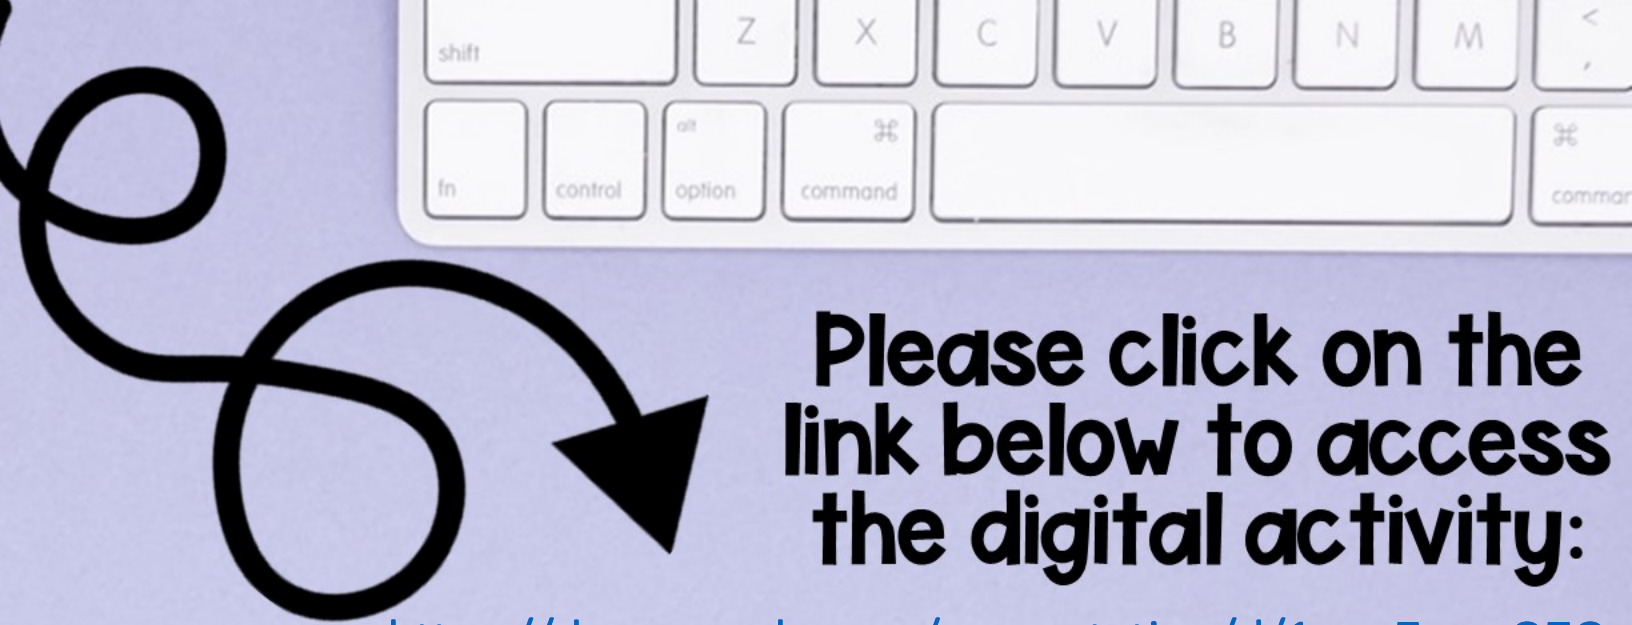 Z X C V B N M <
shift ,
alt ⌘ ⌘
fn control option command
Please click on the
link below to access
the digital activity: